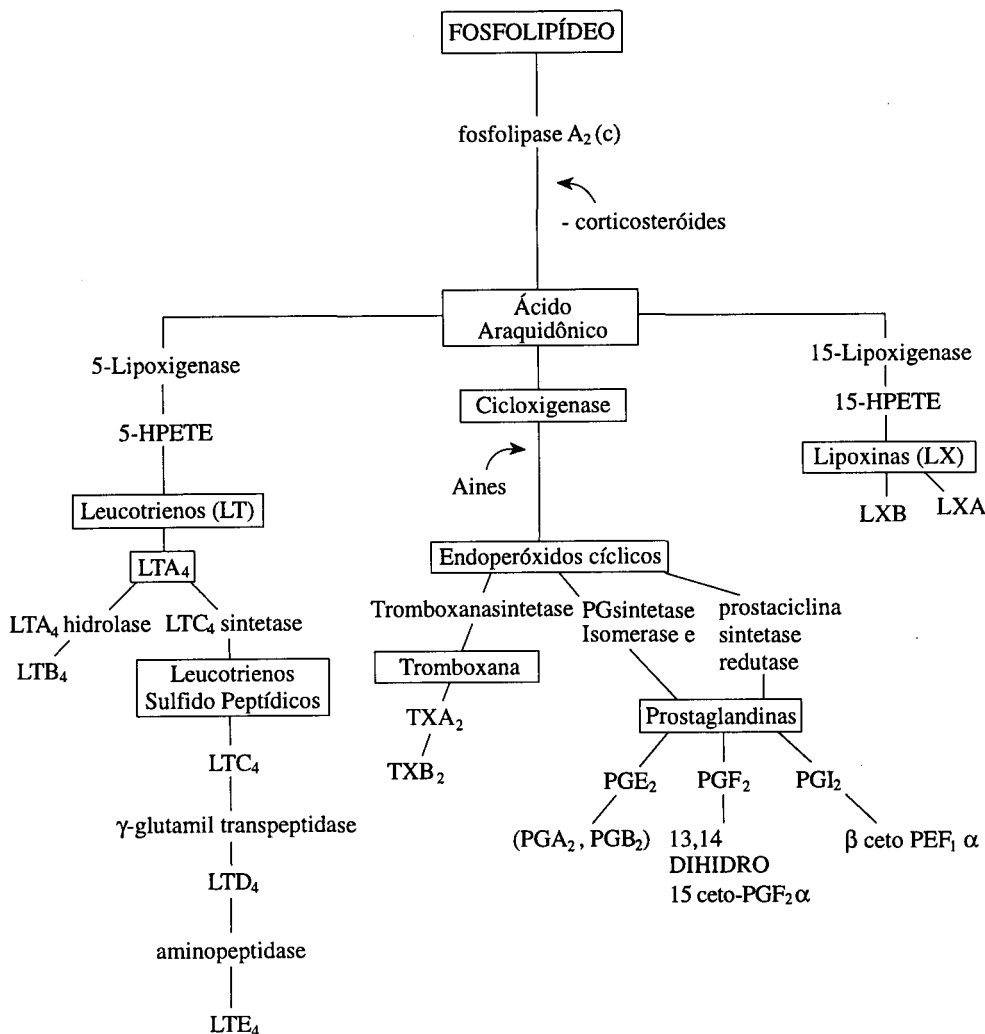 FOSFOLIPÍDEO
fosfolipase A₂ (c)
- corticosteróides
Ácido
Araquidônico
5-Lipoxigenase
5-HPETE
Leucotrienos (LT)
LTA₄
LTA₄ hidrolase
LTB₄
LTC₄ sintetase
Leucotrienos
Sulfido Peptídicos
LTC₄
γ-glutamil transpeptidase
LTD₄
aminopeptidase
LTE₄
Cicloxigenase
Aines
Endoperóxidos cíclicos
Tromboxanasintetase
Tromboxana
TXA₂
TXB₂
PGsintetase
Isomerase e
prostaciclina
sintetase
redutase
Prostaglandinas
PGE₂
(PGA₂ , PGB₂)
PGF₂
13,14
DIHIDRO
15 ceto-PGF₂α
PGI₂
β ceto PEF₁ α
15-Lipoxigenase
15-HPETE
Lipoxinas (LX)
LXB
LXA